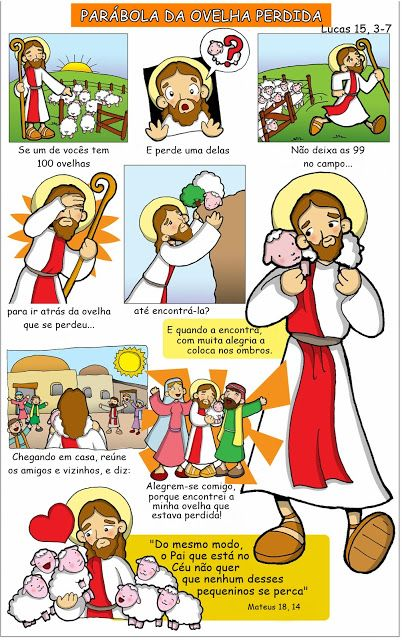 PARÁBOLA DA OVELHA PERDIDA
Lucas 15, 3-7
?
Se um de vocês tem
100 ovelhas
E perde uma delas
Não deixa as 99
no campo...
para ir atrás da ovelha
que se perdeu...
até encontrá-la?
E quando a encontra,
com muita alegria a
coloca nos ombros.
Chegando em casa, reúne
os amigos e vizinhos, e diz:
Alegrem-se comigo,
porque encontrei a
minha ovelha que
estava perdida!
"Do mesmo modo,
o Pai que está no
Céu não quer
que nenhum desses
pequeninos se perca"
Mateus 18, 14